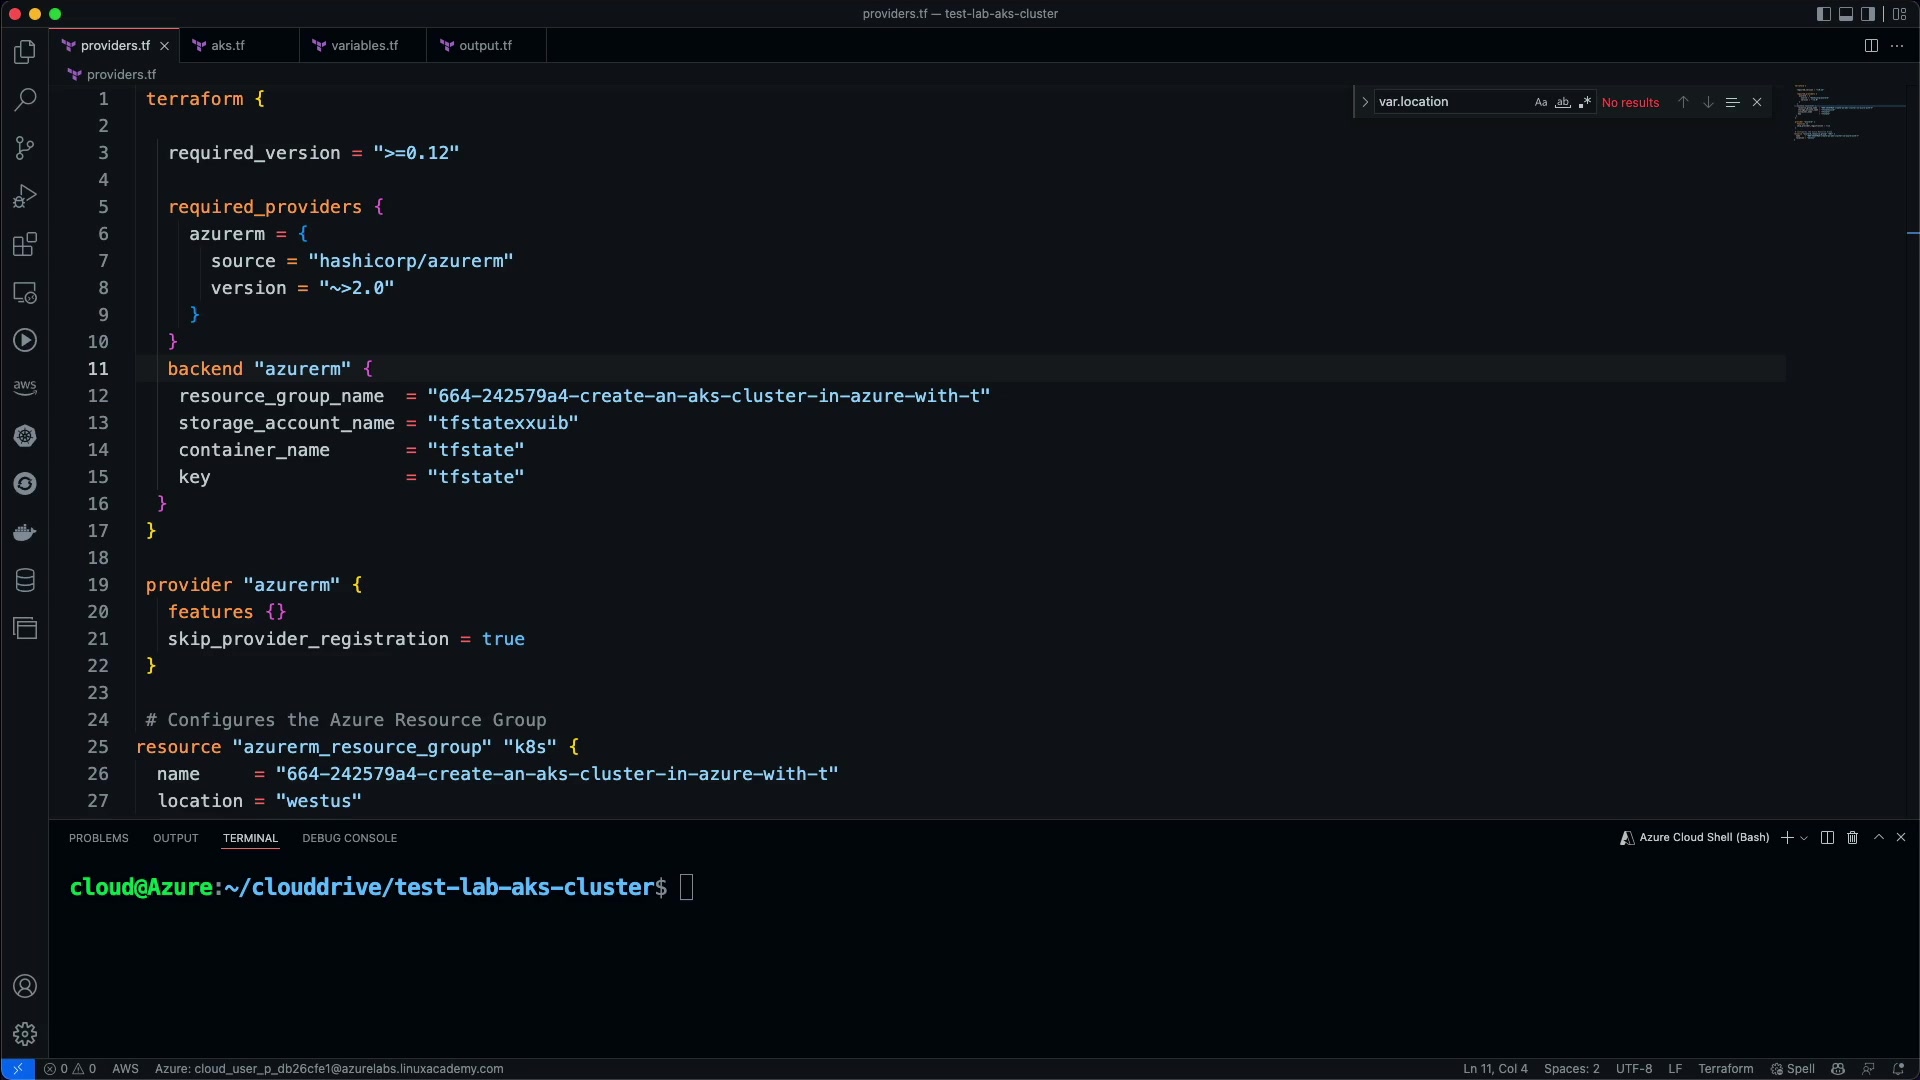 providers.tf — test-lab-aks-cluster
providers.tf
aks.tf
variables.tf
output.tf
providers.tf
var.location
Aa
ab
No results
1 terraform {
2
3 required_version = ">=0.12"
4
5 required_providers {
6 azurerm = {
7 source = "hashicorp/azurerm"
8 version = "~>2.0"
9 }
10 }
11 backend "azurerm" {
12 resource_group_name = "664-242579a4-create-an-aks-cluster-in-azure-with-t"
13 storage_account_name = "tfstatexxuib"
14 container_name = "tfstate"
15 key = "tfstate"
16 }
17 }
18
19 provider "azurerm" {
20 features {}
21 skip_provider_registration = true
22 }
23
24 # Configures the Azure Resource Group
25 resource "azurerm_resource_group" "k8s" {
26 name = "664-242579a4-create-an-aks-cluster-in-azure-with-t"
27 location = "westus"
aws
PROBLEMS OUTPUT TERMINAL DEBUG CONSOLE
Azure Cloud Shell (Bash)
cloud@Azure:~/clouddrive/test-lab-aks-cluster$
0 0 AWS Azure: cloud_user_p_db26cfe1@azurelabs.linuxacademy.com
Ln 11, Col 4 Spaces: 2 UTF-8 LF Terraform Spell